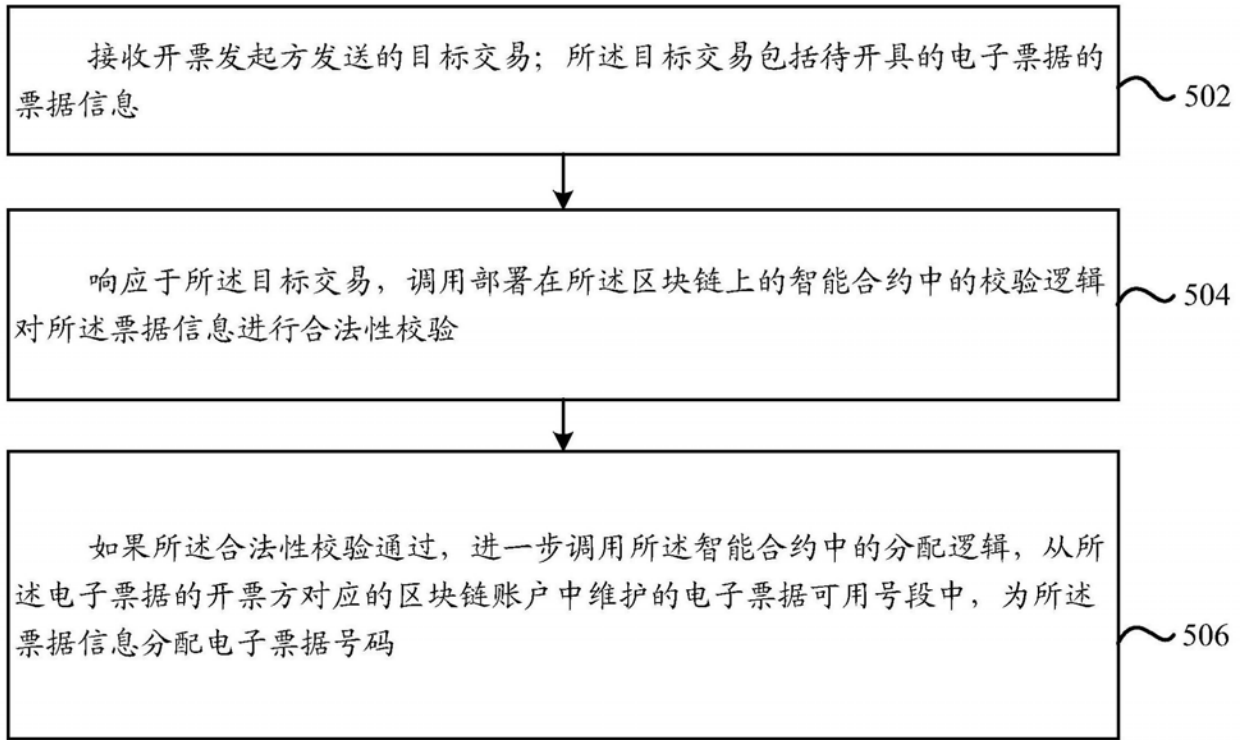 接收开票发起方发送的目标交易；所述目标交易包括待开具的电子票据的
票据信息
502
响应于所述目标交易，调用部署在所述区块链上的智能合约中的校验逻辑
对所述票据信息进行合法性校验
504
如果所述合法性校验通过，进一步调用所述智能合约中的分配逻辑，从所
述电子票据的开票方对应的区块链账户中维护的电子票据可用号段中，为所述
票据信息分配电子票据号码
506